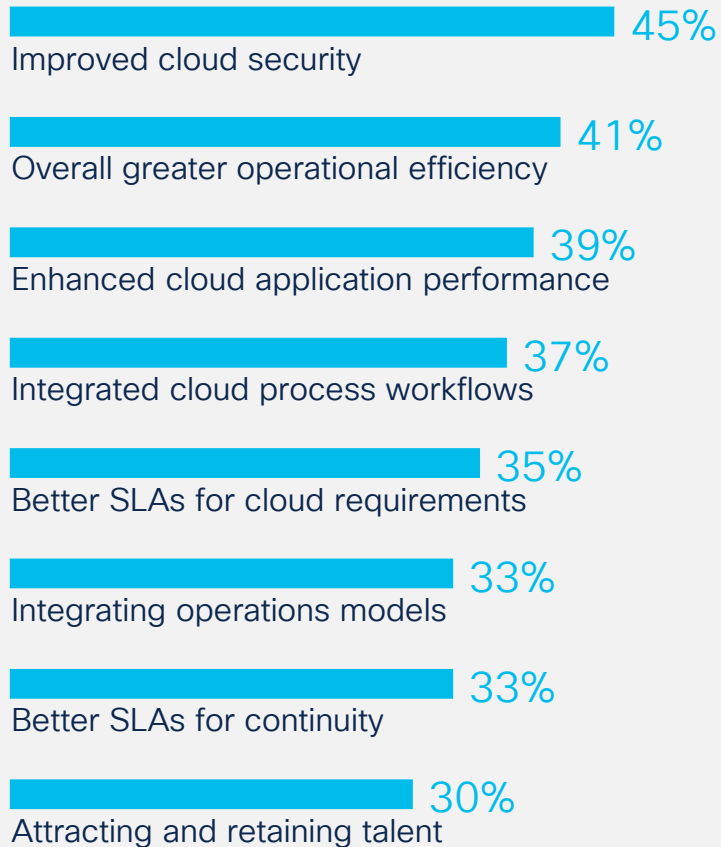 45%
Improved cloud security
41%
Overall greater operational efficiency
39%
Enhanced cloud application performance
37%
Integrated cloud process workflows
35%
Better SLAs for cloud requirements
33%
Integrating operations models
33%
Better SLAs for continuity
30%
Attracting and retaining talent